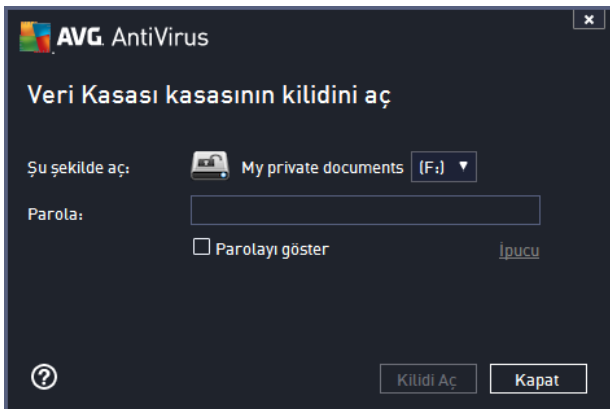 AVG AntiVirus
Veri Kasası kasasının kilidini aç
Şu şekilde aç: My private documents (F:)
Parola:
Parolayı göster İpucu
Kilidi Aç Kapat